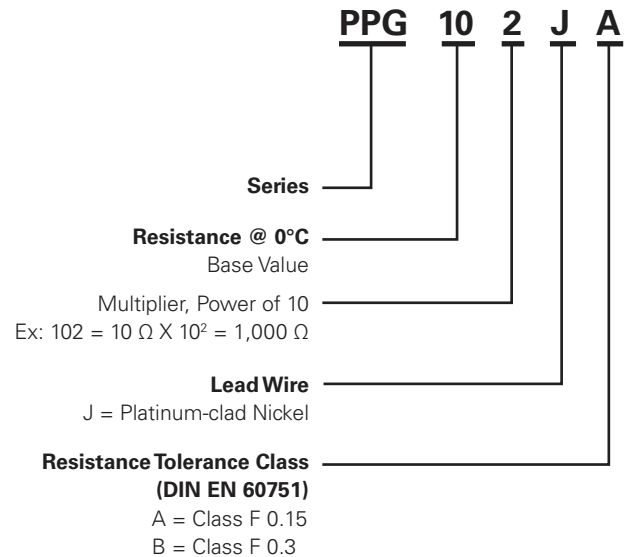 PPG 10 2 J A
Series
Resistance @ 0°C
Base Value
Multiplier, Power of 10
Ex: 102 = 10 Ω X 10² = 1,000 Ω
Lead Wire
J = Platinum-clad Nickel
Resistance Tolerance Class
(DIN EN 60751)
A = Class F 0.15
B = Class F 0.3